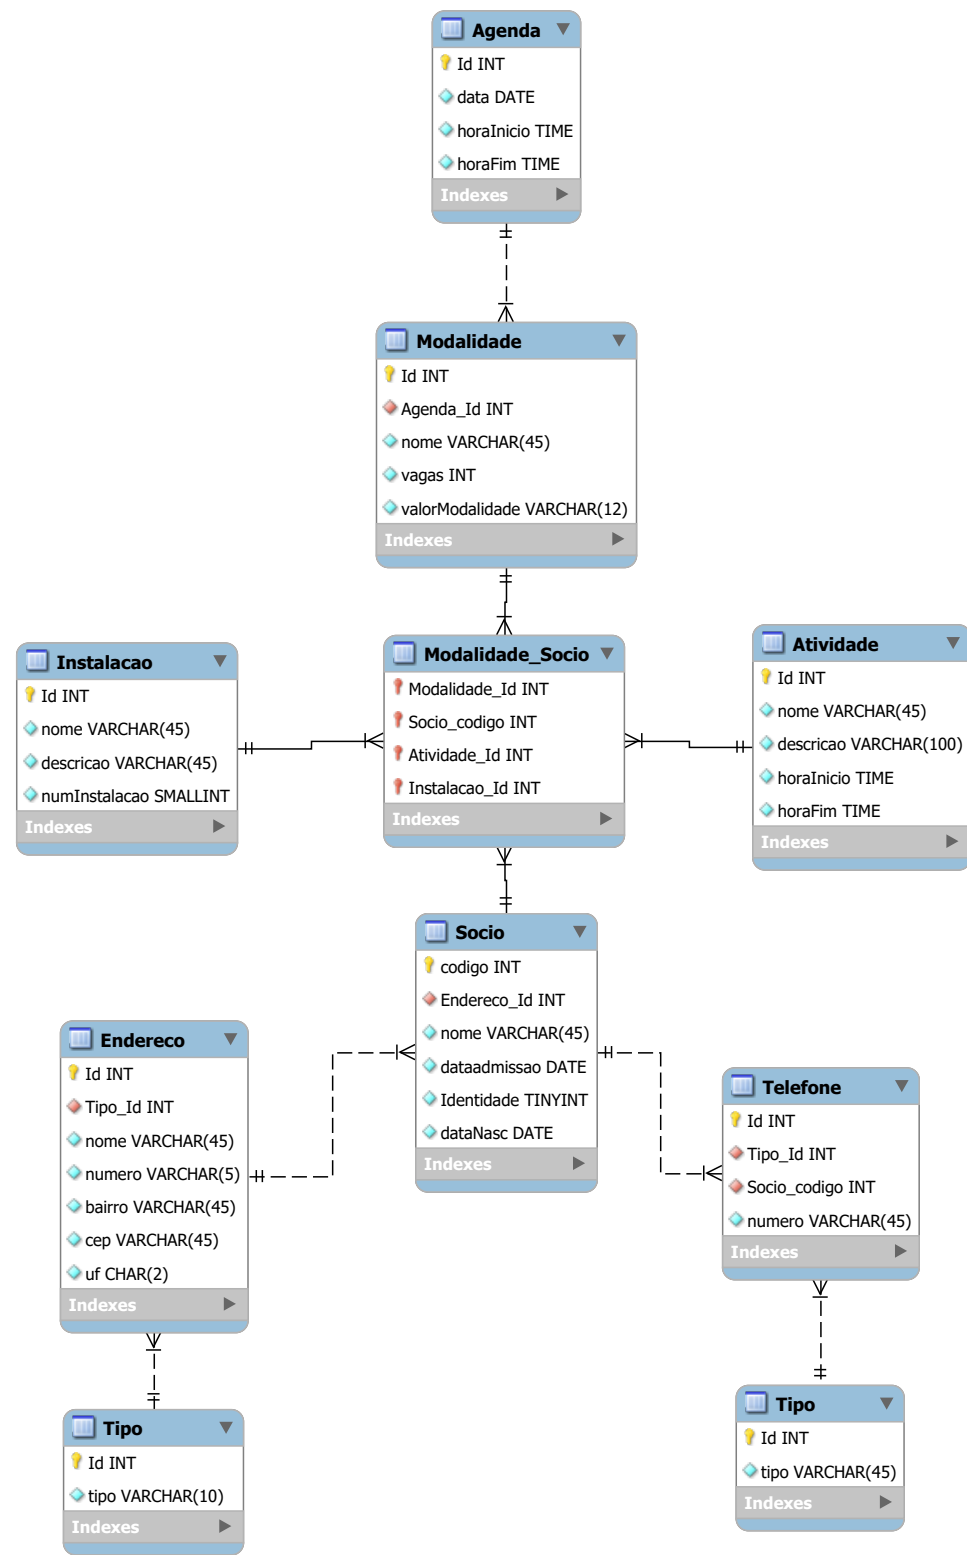 Agenda
Id INT
data DATE
horaInicio TIME
horaFim TIME
Indexes
Modalidade
Id INT
Agenda_Id INT
nome VARCHAR(45)
vagas INT
valorModalidade VARCHAR(12)
Indexes
Instalacao
Id INT
nome VARCHAR(45)
descricao VARCHAR(45)
numInstalacao SMALLINT
Indexes
Modalidade_Socio
Modalidade_Id INT
Socio_codigo INT
Atividade_Id INT
Instalacao_Id INT
Indexes
Atividade
Id INT
nome VARCHAR(45)
descricao VARCHAR(100)
horaInicio TIME
horaFim TIME
Indexes
Socio
codigo INT
Endereco_Id INT
nome VARCHAR(45)
dataadmissao DATE
Identidade TINYINT
dataNasc DATE
Indexes
Endereco
Id INT
Tipo_Id INT
nome VARCHAR(45)
numero VARCHAR(5)
bairro VARCHAR(45)
cep VARCHAR(45)
uf CHAR(2)
Indexes
Telefone
Id INT
Tipo_Id INT
Socio_codigo INT
numero VARCHAR(45)
Indexes
Tipo
Id INT
tipo VARCHAR(10)
Indexes
Tipo
Id INT
tipo VARCHAR(45)
Indexes